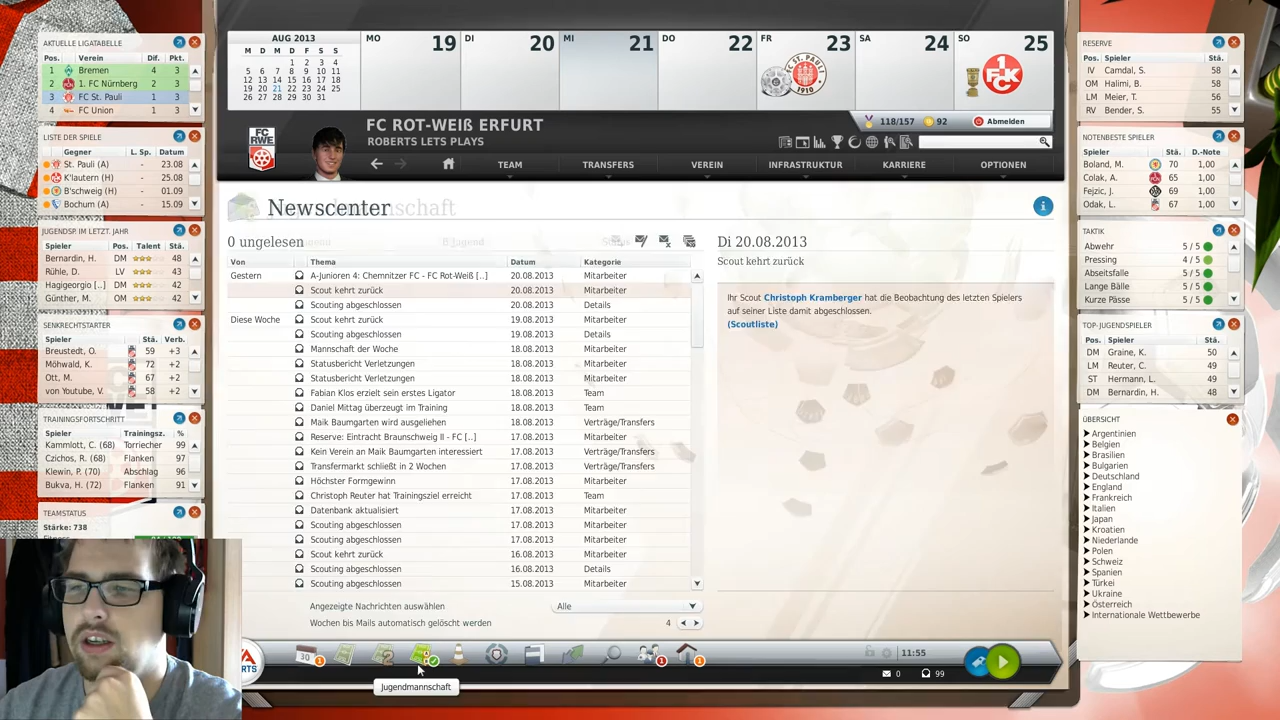 AKTUELLE LIGATABELLE
Pos. Verein Dif. Pkt.
1 Bremen 4 3
2 1. FC Nürnberg 2 3
3 FC St. Pauli 1 3
4 FC Union 1 3
LISTE DER SPIELE
Gegner L. Sp. Datum
St. Pauli (A) - 23.08
K'lautern (H) - 25.08
B'schweig (H) - 01.09
Bochum (A) - 15.09
JUGENDSP. IM LETZT. JAHR
Spieler Pos. Talent Stä.
Bernardin, H. DM 48
Rühle, D. LV 43
Hagigeorgio [..] DM 42
Günther, M. OM 42
SENKRECHTSTARTER
Spieler Stä. Verb.
Breustedt, O. 59 +3
Möhwald, K. 72 +2
Ott, M. 67 +2
von Youtube, V. 58 +2
TRAININGSFORTSCHRITT
Spieler Trainingsz. %
Kammlott, C. (68) Torriecher 99
Czichos, R. (68) Flanken 97
Klewin, P. (70) Abschlag 96
Bukva, H. (72) Flanken 91
TEAMSTATUS
Stärke: 738
AUG 2013
M D M D F S S
1 2 3 4
5 6 7 8 9 10 11
12 13 14 15 16 17 18
19 20 21 22 23 24 25
26 27 28 29 30 31
MO 19
DI 20
MI 21
DO 22
FR 23
SA 24
SO 25
FC ST. PAULI
1910
1.FCK
FC RWE
FC ROT-WEIß ERFURT
ROBERTS LETS PLAYS
118/157 92 Abmelden
TEAM TRANSFERS VEREIN INFRASTRUKTUR KARRIERE OPTIONEN
Newscenter
0 ungelesen
Von Thema Datum Kategorie
Gestern A-Junioren 4: Chemnitzer FC - FC Rot-Weiß [..] 20.08.2013 Mitarbeiter
Scout kehrt zurück 20.08.2013 Mitarbeiter
Scouting abgeschlossen 20.08.2013 Details
Diese Woche Scout kehrt zurück 19.08.2013 Mitarbeiter
Scouting abgeschlossen 19.08.2013 Details
Mannschaft der Woche 18.08.2013 Mitarbeiter
Statusbericht Verletzungen 18.08.2013 Mitarbeiter
Statusbericht Verletzungen 18.08.2013 Mitarbeiter
Fabian Klos erzielt sein erstes Ligator 18.08.2013 Team
Daniel Mittag überzeugt im Training 18.08.2013 Team
Maik Baumgarten wird ausgeliehen 18.08.2013 Verträge/Transfers
Reserve: Eintracht Braunschweig II - FC [..] 17.08.2013 Mitarbeiter
Kein Verein an Maik Baumgarten interessiert 17.08.2013 Verträge/Transfers
Transfermarkt schließt in 2 Wochen 17.08.2013 Verträge/Transfers
Höchster Formgewinn 17.08.2013 Mitarbeiter
Christoph Reuter hat Trainingsziel erreicht 17.08.2013 Team
Datenbank aktualisiert 17.08.2013 Mitarbeiter
Scouting abgeschlossen 17.08.2013 Mitarbeiter
Scouting abgeschlossen 17.08.2013 Mitarbeiter
Scout kehrt zurück 16.08.2013 Mitarbeiter
Scouting abgeschlossen 16.08.2013 Details
Scouting abgeschlossen 15.08.2013 Mitarbeiter
Angezeigte Nachrichten auswählen Alle
Wochen bis Mails automatisch gelöscht werden 4
Di 20.08.2013
Scout kehrt zurück
Ihr Scout Christoph Kramberger hat die Beobachtung des letzten Spielers
auf seiner Liste damit abgeschlossen.
(Scoutliste)
30 1 2 1 1
11:55
0 99
Jugendmannschaft
RESERVE
Pos. Spieler Stä.
IV Camdal, S. 58
OM Halimi, B. 58
LM Meier, T. 56
RV Bender, S. 55
NOTENBESTE SPIELER
Spieler Stä. D.-Note
Boland, M. 70 1,00
Colak, A. 65 1,00
Fejzic, J. 69 1,00
Odak, L. 67 1,00
TAKTIK
Abwehr 5 / 5
Pressing 4 / 5
Abseitsfalle 5 / 5
Lange Bälle 5 / 5
Kurze Pässe 5 / 5
TOP-JUGENDSPIELER
Pos. Spieler Stä.
DM Graine, K. 50
LM Reuter, C. 49
ST Hermann, L. 49
DM Bernardin, H. 48
ÜBERSICHT
Argentinien
Belgien
Brasilien
Bulgarien
Deutschland
England
Frankreich
Italien
Japan
Kroatien
Niederlande
Polen
Schweiz
Spanien
Türkei
Ukraine
Österreich
Internationale Wettbewerbe